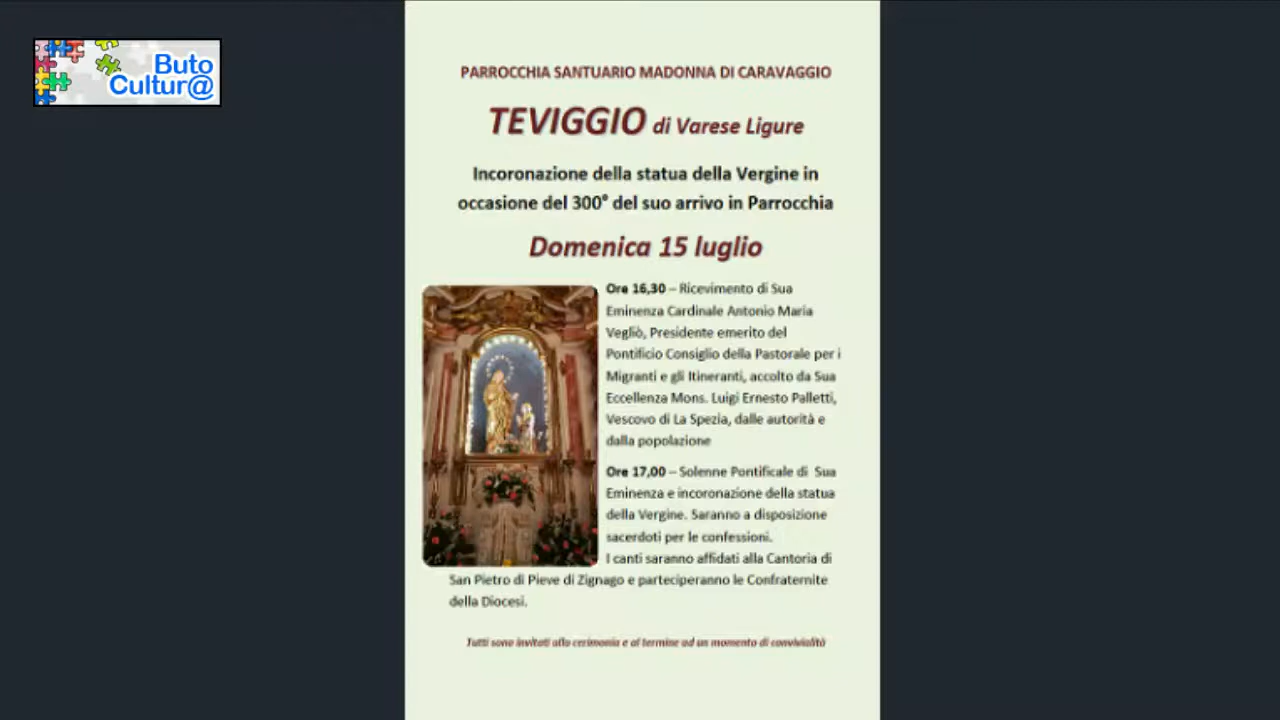 Buto
Cultur@
PARROCCHIA SANTUARIO MADONNA DI CARAVAGGIO
TEVIGGIO di Varese Ligure
Incoronazione della statua della Vergine in
occasione del 300° del suo arrivo in Parrocchia
Domenica 15 luglio
Ore 16,30 – Ricevimento di Sua
Eminenza Cardinale Antonio Maria
Vegliò, Presidente emerito del
Pontificio Consiglio della Pastorale per i
Migranti e gli Itineranti, accolto da Sua
Eccellenza Mons. Luigi Ernesto Palletti,
Vescovo di La Spezia, dalle autorità e
dalla popolazione
Ore 17,00 – Solenne Pontificale di Sua
Eminenza e incoronazione della statua
della Vergine. Saranno a disposizione
sacerdoti per le confessioni.
I canti saranno affidati alla Cantoria di
San Pietro di Pieve di Zignago e parteciperanno le Confraternite
della Diocesi.
Tutti sono invitati alla cerimonia e al termine ad un momento di convivialità